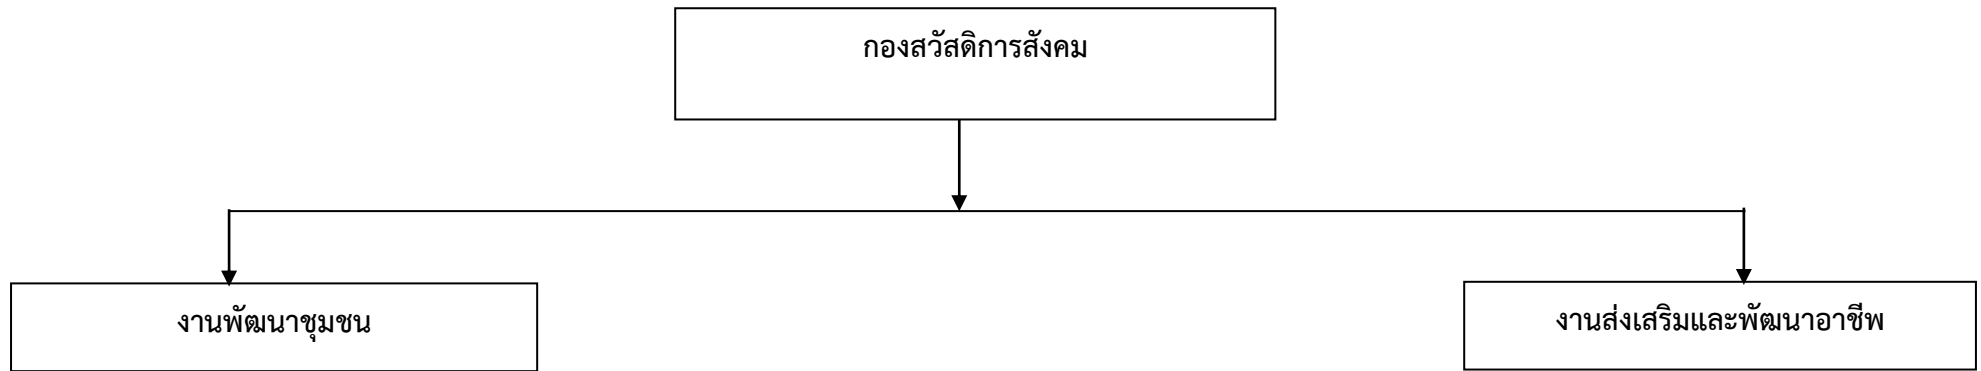 กองสวัสดิการสังคม
งานพัฒนาชุมชน
งานส่งเสริมและพัฒนาอาชีพ